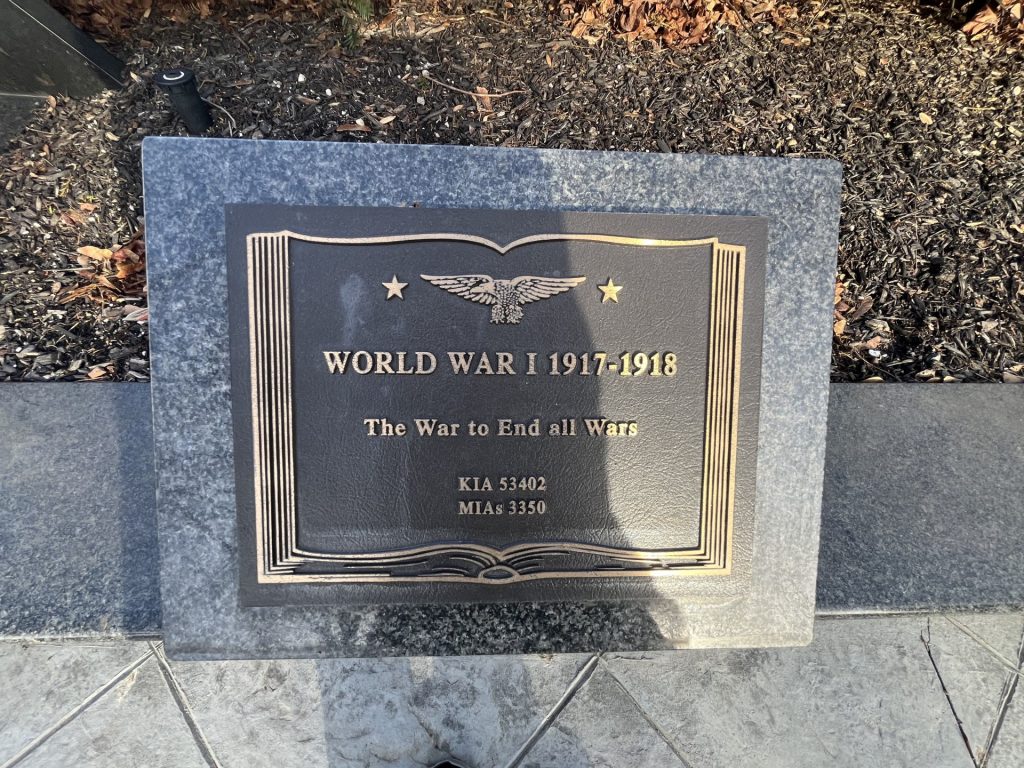 WORLD WAR I 1917-1918
The War to End all Wars
KIA 53402
MIAs 3350